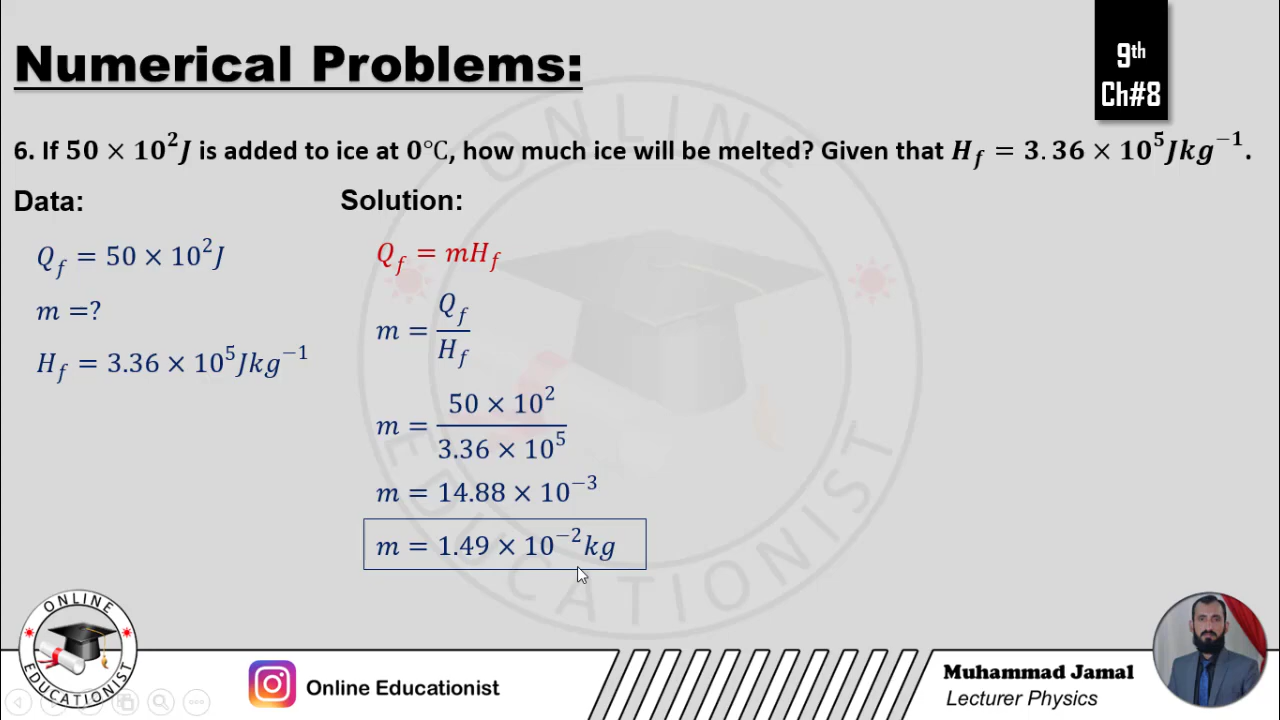 Numerical Problems:
9th
Ch#8
6. If 50 × 10²J is added to ice at 0°C, how much ice will be melted? Given that H_f = 3.36 × 10⁵Jkg⁻¹.
Data:
Solution:
Q_f = 50 × 10²J
m =?
H_f = 3.36 × 10⁵Jkg⁻¹
Q_f = mH_f
m = Q_f / H_f
m = 50 × 10² / 3.36 × 10⁵
m = 14.88 × 10⁻³
m = 1.49 × 10⁻²kg
ONLINE
EDUCATIONIST
ONLINE
EDUCATIONIST
Online Educationist
Muhammad Jamal
Lecturer Physics